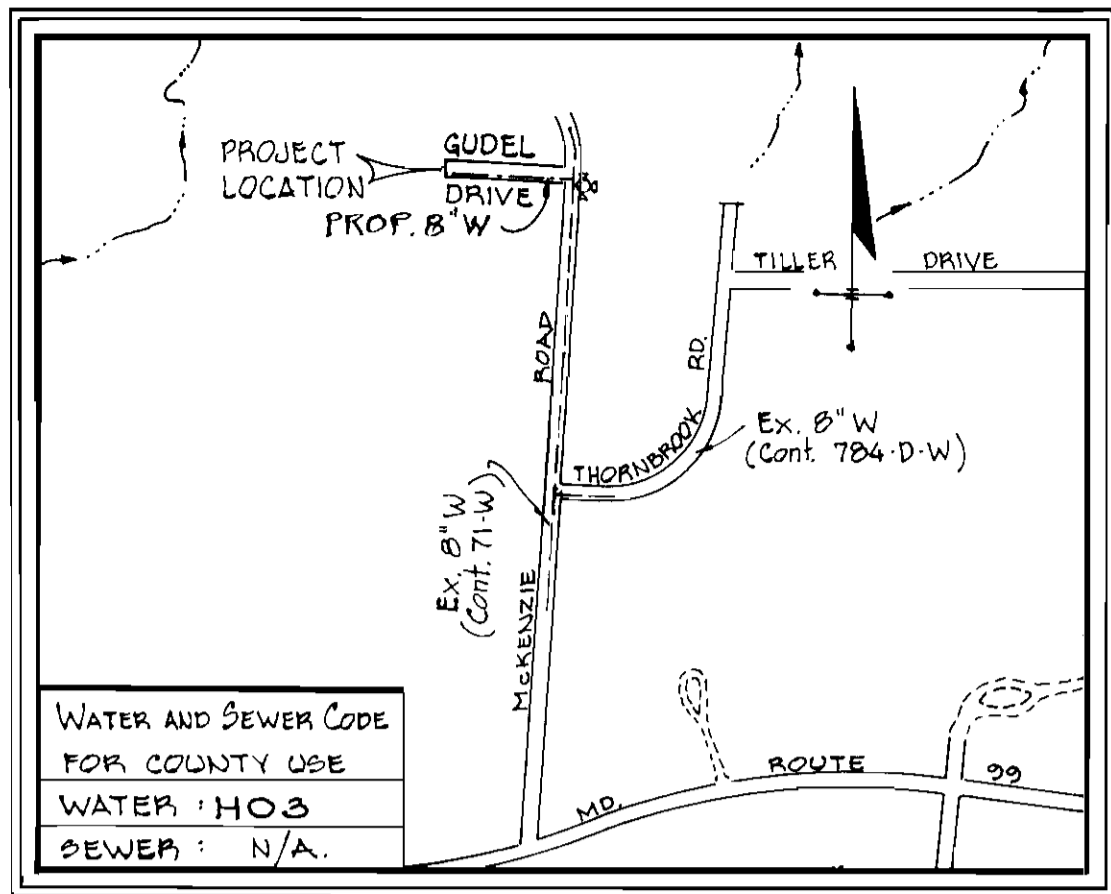 PROJECT
LOCATION
GUDEL
DRIVE
PROP. 8" W
TILLER DRIVE
McKENZIE ROAD
THORNBROOK RD.
Ex. 8" W
(Cont. 784-D-W)
Ex. 8" W
(Cont. 71-W)
MD. ROUTE 99
WATER AND SEWER CODE
FOR COUNTY USE
WATER : H03
SEWER : N/A.